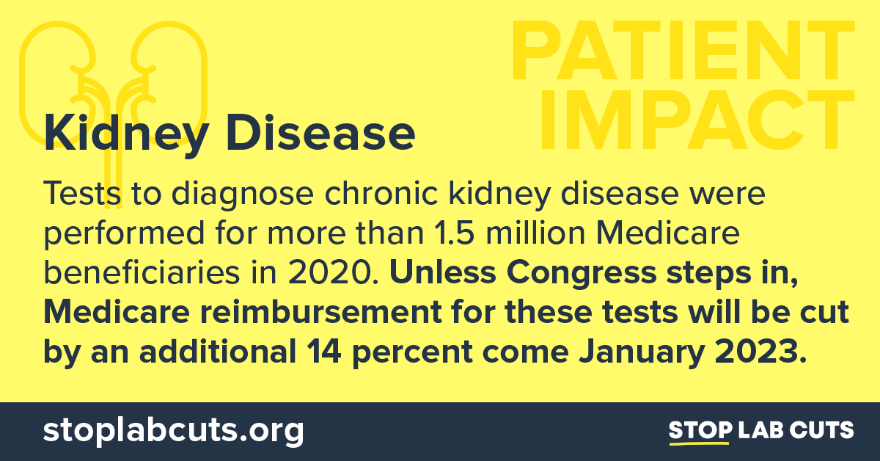 PATIENT
IMPACT
Kidney Disease
Tests to diagnose chronic kidney disease were
performed for more than 1.5 million Medicare
beneficiaries in 2020. Unless Congress steps in,
Medicare reimbursement for these tests will be cut
by an additional 14 percent come January 2023.
stoplabcuts.org
STOP LAB CUTS